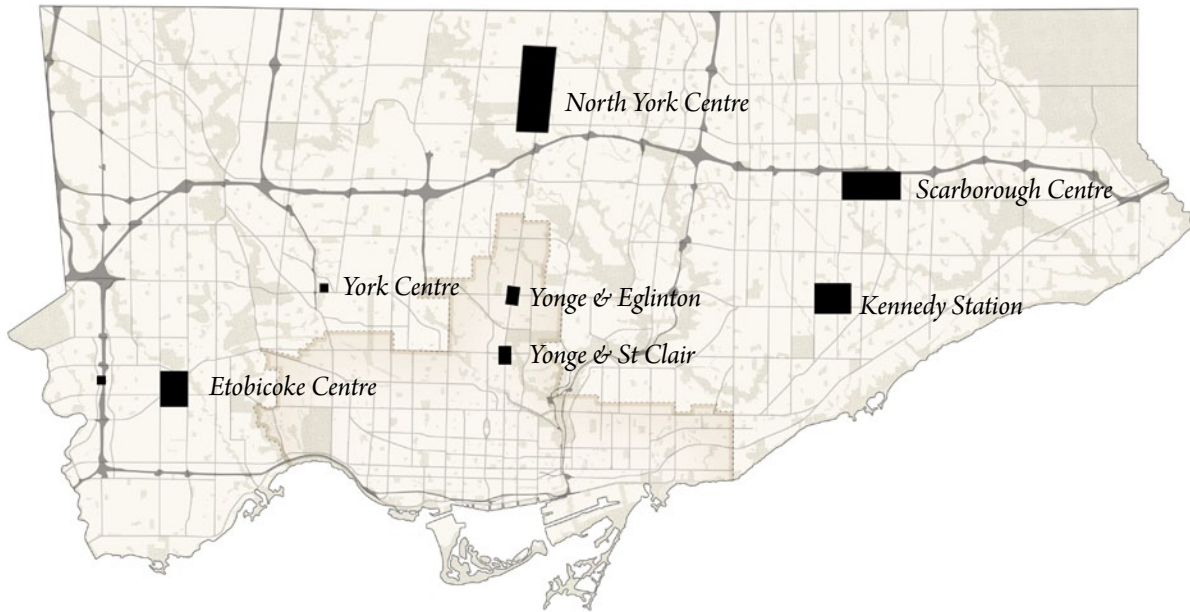 North York Centre
Scarborough Centre
York Centre
Yonge & Eglinton
Kennedy Station
Yonge & St Clair
Etobicoke Centre